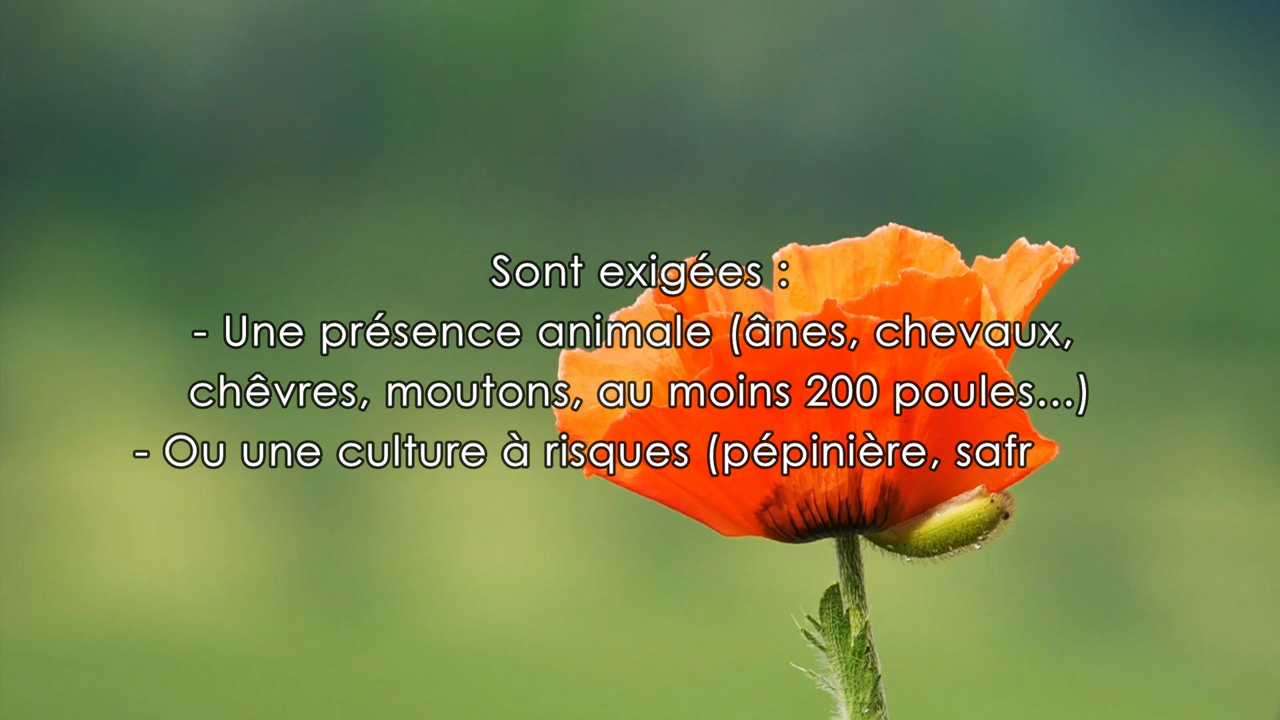 Sont exigées :
- Une présence animale (ânes, chevaux,
chêvres, moutons, au moins 200 poules...)
- Ou une culture à risques (pépinière, safr